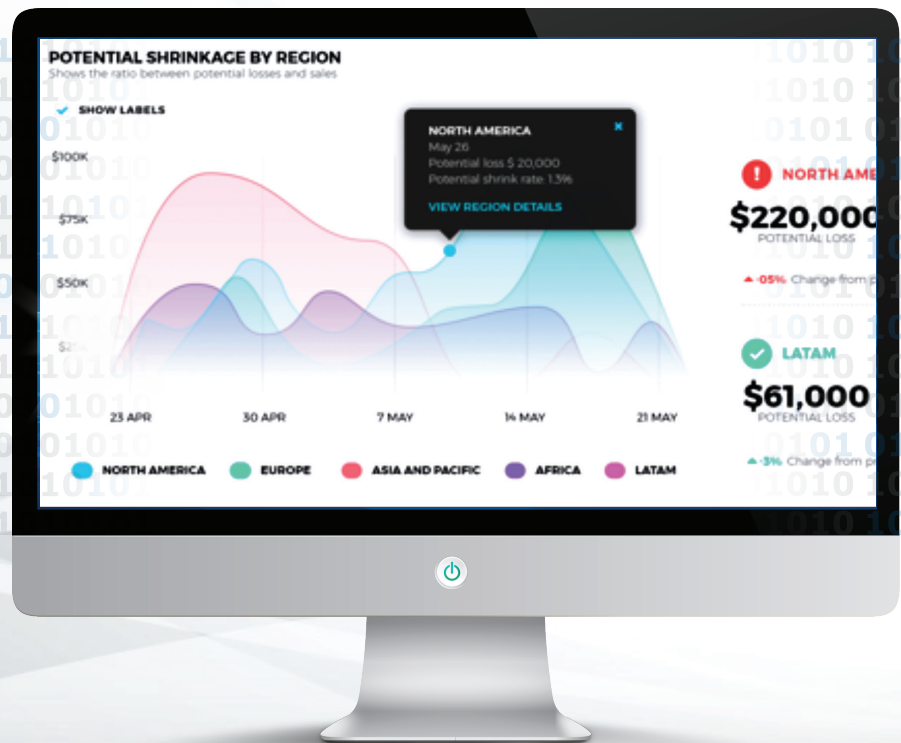 POTENTIAL SHRINKAGE BY REGION
Shows the ratio between potential losses and sales
SHOW LABELS
NORTH AMERICA
May 26
Potential loss $ 20,000
Potential shrink rate: 1.3%
VIEW REGION DETAILS
$100K
$75K
$50K
23 APR
30 APR
7 MAY
14 MAY
21 MAY
NORTH AMERICA
EUROPE
ASIA AND PACIFIC
AFRICA
LATAM
NORTH AME
$220,000
POTENTIAL LOSS
-05% Change from p
LATAM
$61,000
POTENTIAL LOSS
-3% Change from pr